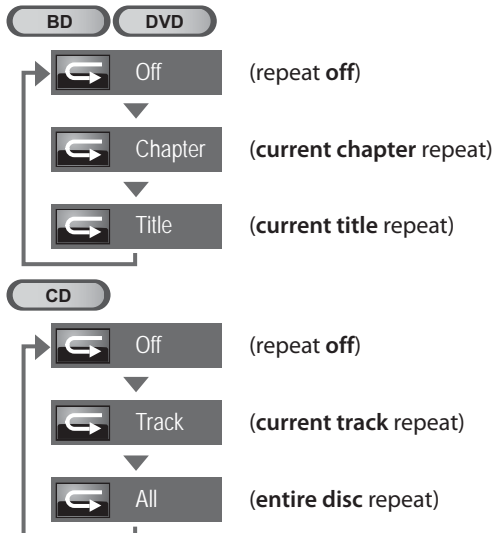 BD DVD
Off (repeat off)
Chapter (current chapter repeat)
Title (current title repeat)
CD
Off (repeat off)
Track (current track repeat)
All (entire disc repeat)